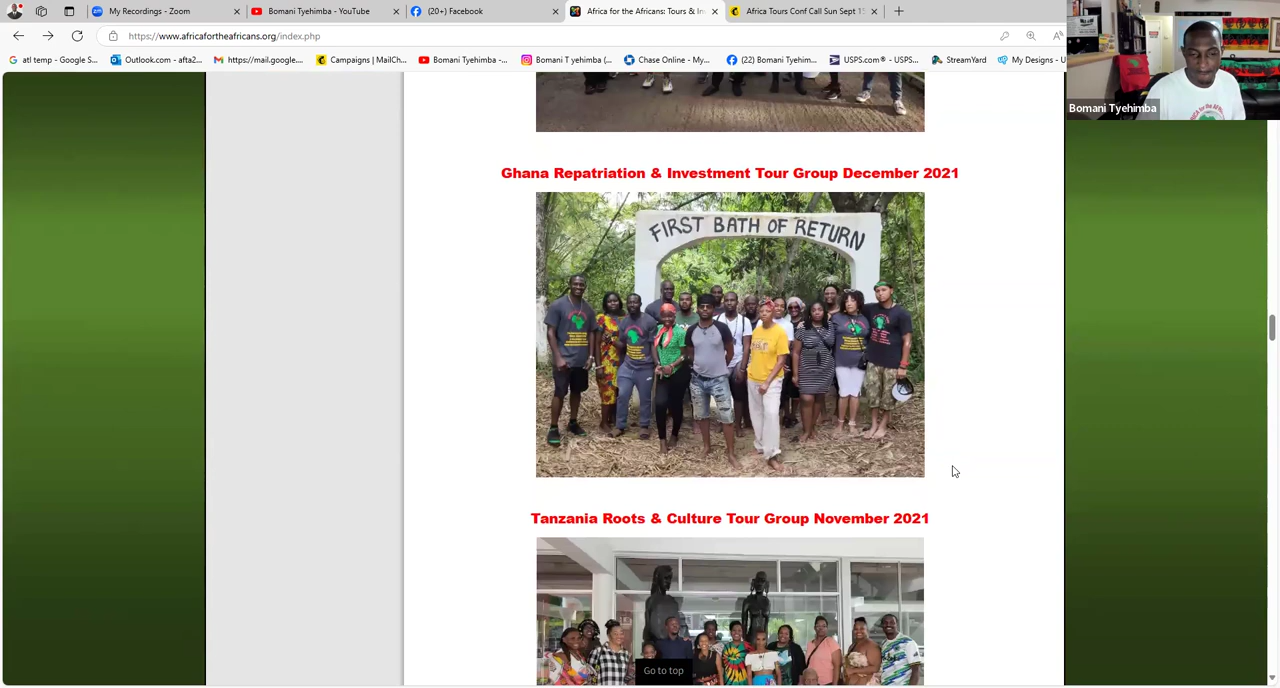 My Recordings - Zoom
Bomani Tyehimba - YouTube
(20+) Facebook
Africa for the Africans: Tours & In
Africa Tours Conf Call Sun Sept 15
https://www.africafortheafricans.org/index.php
atl temp - Google S...
Outlook.com - afta2...
https://mail.google....
Campaigns | MailCh...
Bomani Tyehimba -...
Bomani T yehimba (...
Chase Online - My...
(22) Bomani Tyehim...
USPS.com® - USPS...
StreamYard
My Designs - U
Bomani Tyehimba
Ghana Repatriation & Investment Tour Group December 2021
FIRST BATH OF RETURN
Tanzania Roots & Culture Tour Group November 2021
Go to top